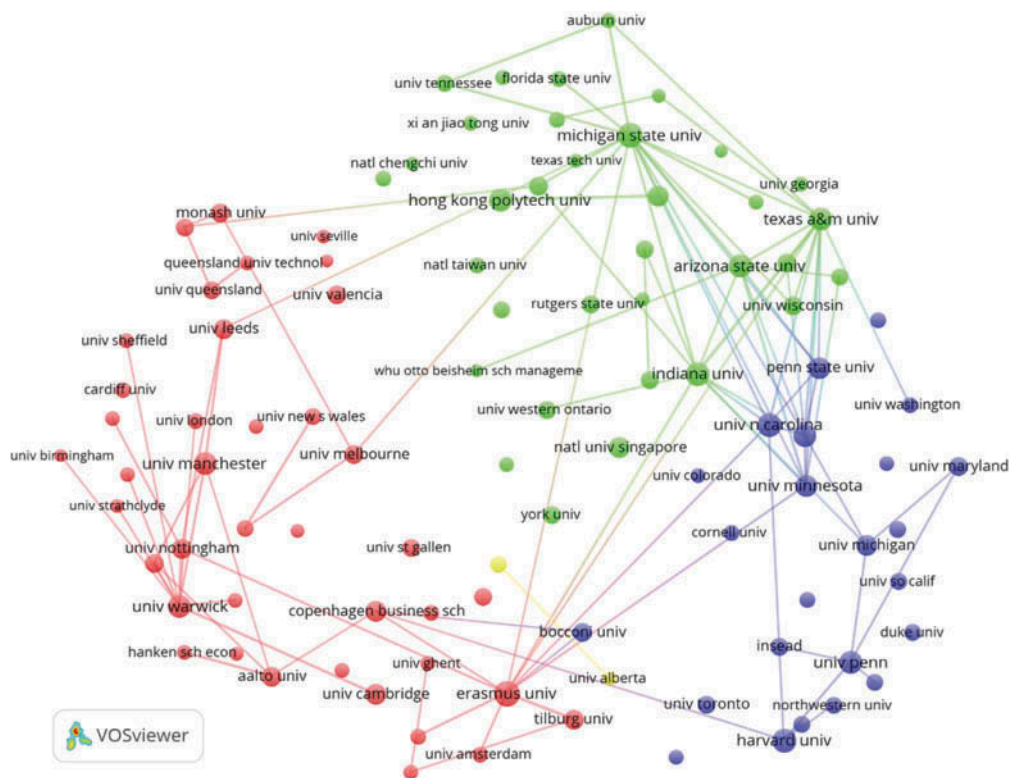 auburn univ
univ tennessee
florida state univ
xi an jiao tong univ
michigan state univ
natl chengchi univ
texas tech univ
univ georgia
hong kong polytech univ
monash univ
texas a&m univ
univ seville
queensland univ technol
natl taiwan univ
arizona state univ
univ queensland
univ valencia
rutgers state univ
univ wisconsin
univ leeds
univ sheffield
whu otto beisheim sch manageme
indiana univ
penn state univ
cardiff univ
univ london
univ new s wales
univ western ontario
univ washington
univ n carolina
univ birmingham
univ manchester
univ melbourne
natl univ singapore
univ colorado
univ maryland
univ minnesota
univ strathclyde
york univ
cornell univ
univ nottingham
univ st gallen
univ michigan
univ so calif
univ warwick
copenhagen business sch
bocconi univ
duke univ
hanken sch econ
insead
univ ghent
aalto univ
univ cambridge
erasmus univ
univ alberta
univ penn
univ toronto
northwestern univ
tilburg univ
univ amsterdam
harvard univ
VOSviewer